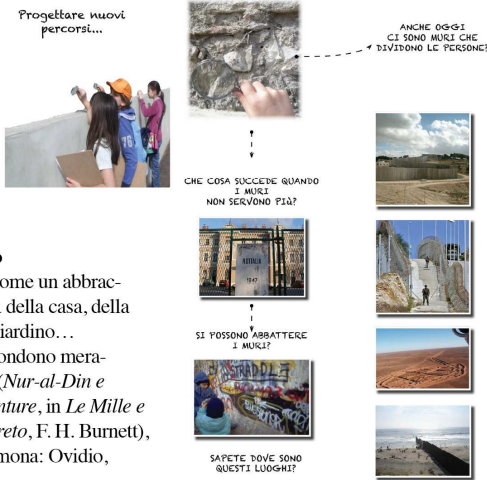 Progettare nuovi
percorsi...
ANCHE OGGI
CI SONO MURI CHE
DIVIDONO LE PERSONE?
CHE COSA SUCCEDE QUANDO
I MURI
NON SERVONO PIÙ?
1947
SI POSSONO ABBATTERE
I MURI?
SAPETE DOVE SONO
QUESTI LUOGHI?
ome un abbrac-
della casa, della
iardino…
ondono mera-
(Nur-al-Din e
nture, in Le Mille e
reto, F. H. Burnett),
mona: Ovidio,
76